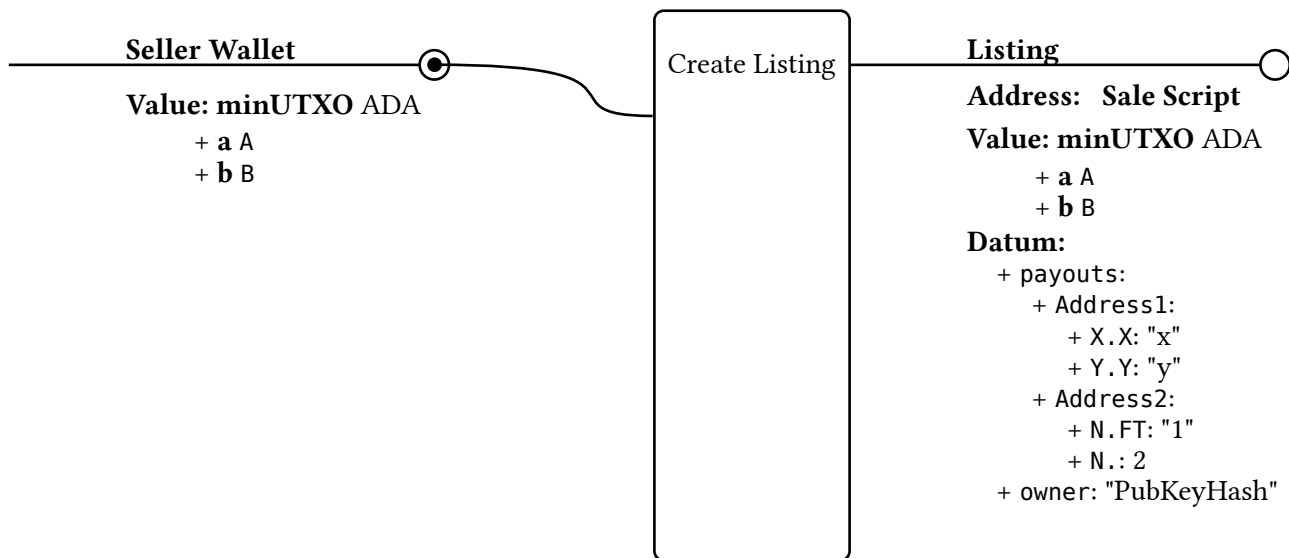 Seller Wallet
Value: minUTXO ADA
+ a A
+ b B
Create Listing
Listing
Address: Sale Script
Value: minUTXO ADA
+ a A
+ b B
Datum:
+ payouts:
+ Address1:
+ X.X: "x"
+ Y.Y: "y"
+ Address2:
+ N.FT: "1"
+ N.: 2
+ owner: "PubKeyHash"